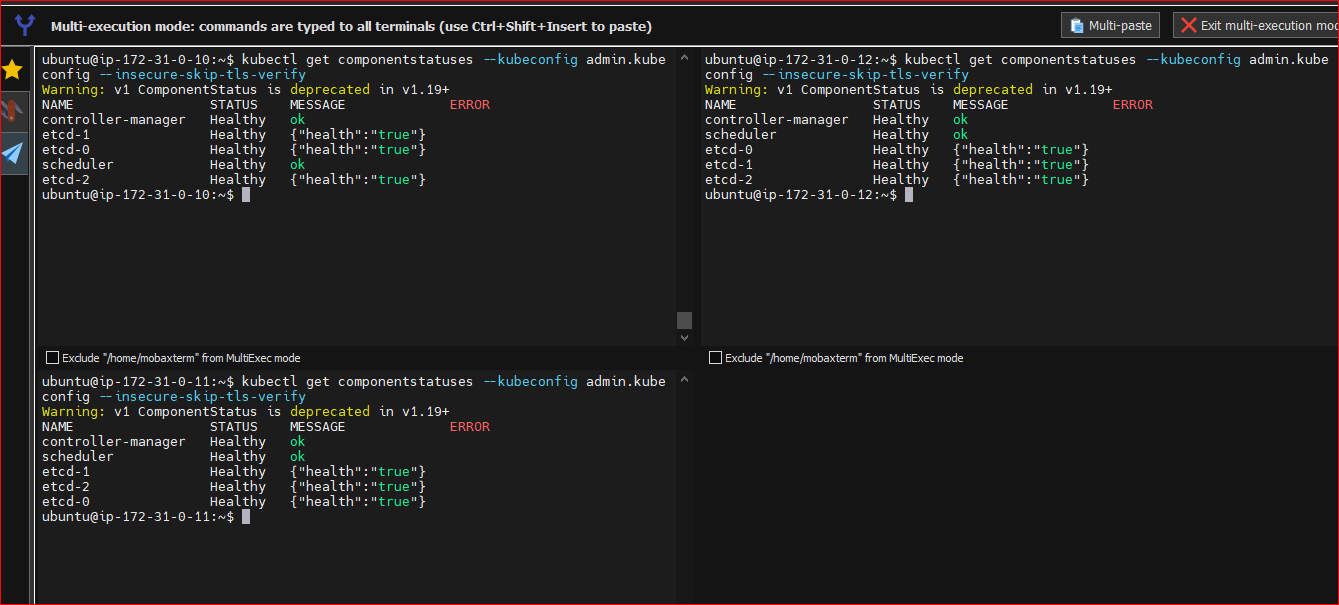 Multi-execution mode: commands are typed to all terminals (use Ctrl+Shift+Insert to paste)
Multi-paste
Exit multi-execution mod
ubuntu@ip-172-31-0-10:~$ kubectl get componentstatuses --kubeconfig admin.kube
config --insecure-skip-tls-verify
Warning: v1 ComponentStatus is deprecated in v1.19+
NAME STATUS MESSAGE ERROR
controller-manager Healthy ok
etcd-1 Healthy {"health":"true"}
etcd-0 Healthy {"health":"true"}
scheduler Healthy ok
etcd-2 Healthy {"health":"true"}
ubuntu@ip-172-31-0-10:~$
ubuntu@ip-172-31-0-12:~$ kubectl get componentstatuses --kubeconfig admin.kube
config --insecure-skip-tls-verify
Warning: v1 ComponentStatus is deprecated in v1.19+
NAME STATUS MESSAGE ERROR
controller-manager Healthy ok
scheduler Healthy ok
etcd-0 Healthy {"health":"true"}
etcd-1 Healthy {"health":"true"}
etcd-2 Healthy {"health":"true"}
ubuntu@ip-172-31-0-12:~$
Exclude "/home/mobaxterm" from MultiExec mode
Exclude "/home/mobaxterm" from MultiExec mode
ubuntu@ip-172-31-0-11:~$ kubectl get componentstatuses --kubeconfig admin.kube
config --insecure-skip-tls-verify
Warning: v1 ComponentStatus is deprecated in v1.19+
NAME STATUS MESSAGE ERROR
controller-manager Healthy ok
scheduler Healthy ok
etcd-1 Healthy {"health":"true"}
etcd-2 Healthy {"health":"true"}
etcd-0 Healthy {"health":"true"}
ubuntu@ip-172-31-0-11:~$